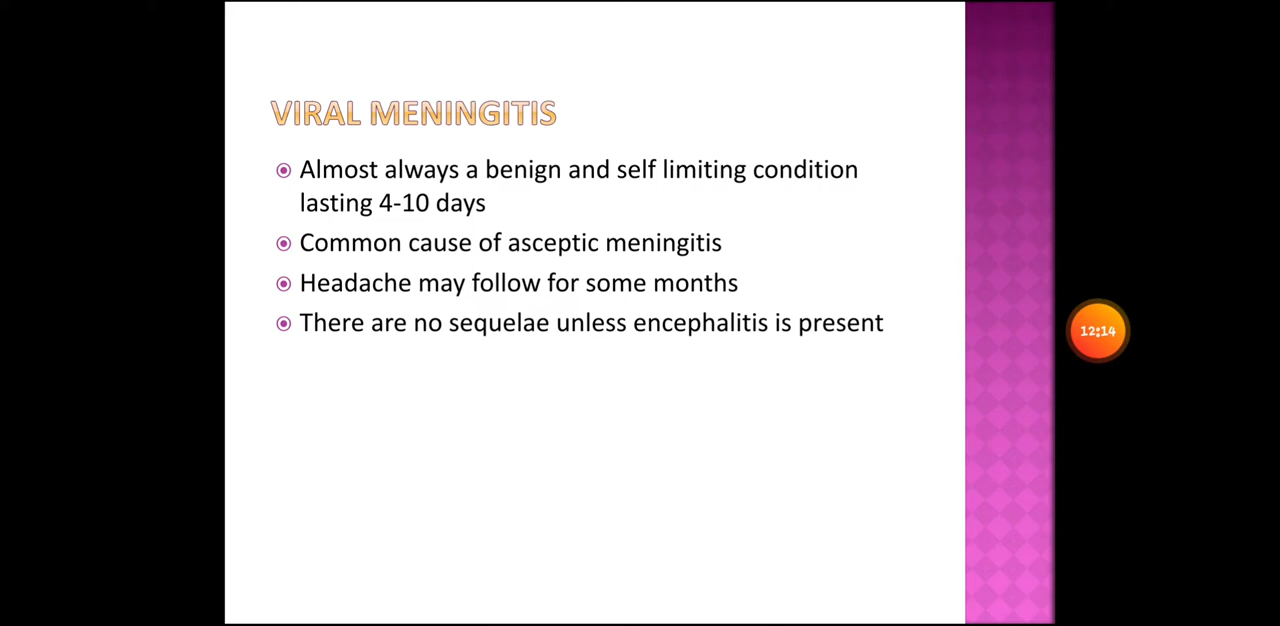 VIRAL MENINGITIS
Almost always a benign and self limiting condition
lasting 4-10 days
Common cause of asceptic meningitis
Headache may follow for some months
There are no sequelae unless encephalitis is present
12:14